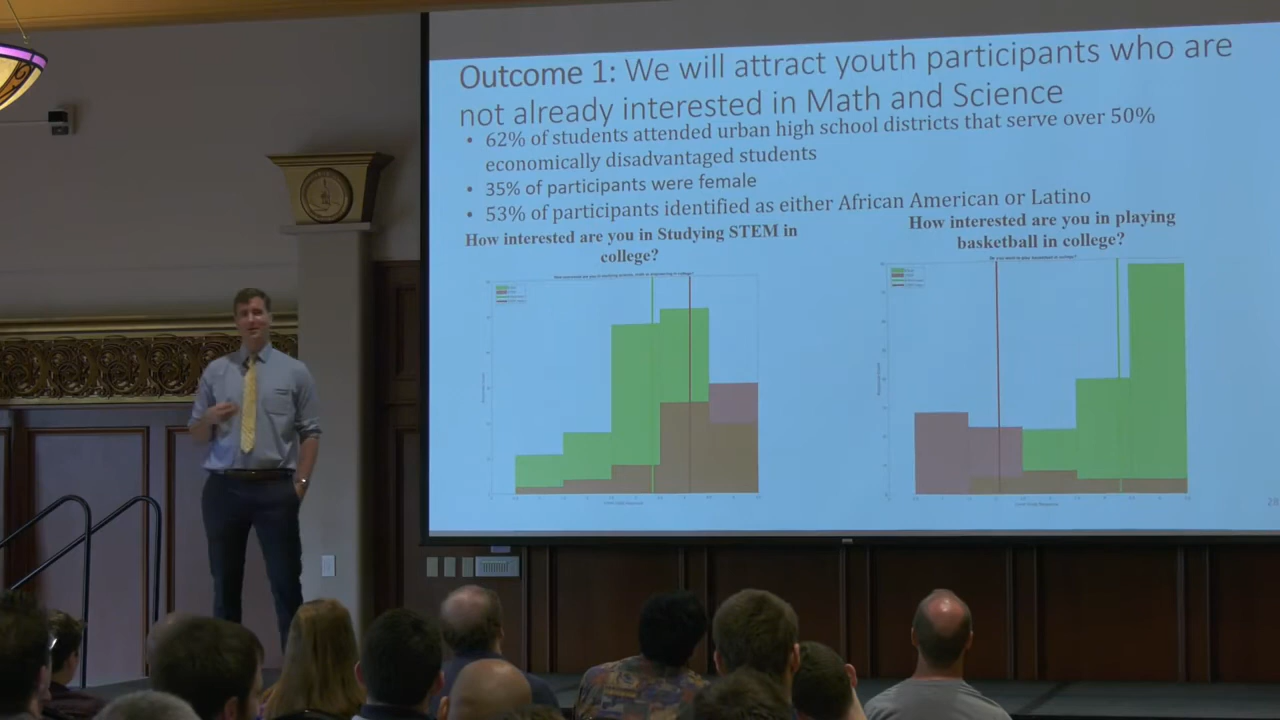 Outcome 1: We will attract youth participants who are
not already interested in Math and Science
• 62% of students attended urban high school districts that serve over 50%
economically disadvantaged students
• 35% of participants were female
• 53% of participants identified as either African American or Latino
How interested are you in Studying STEM in
college?
How interested are you in playing
basketball in college?
28